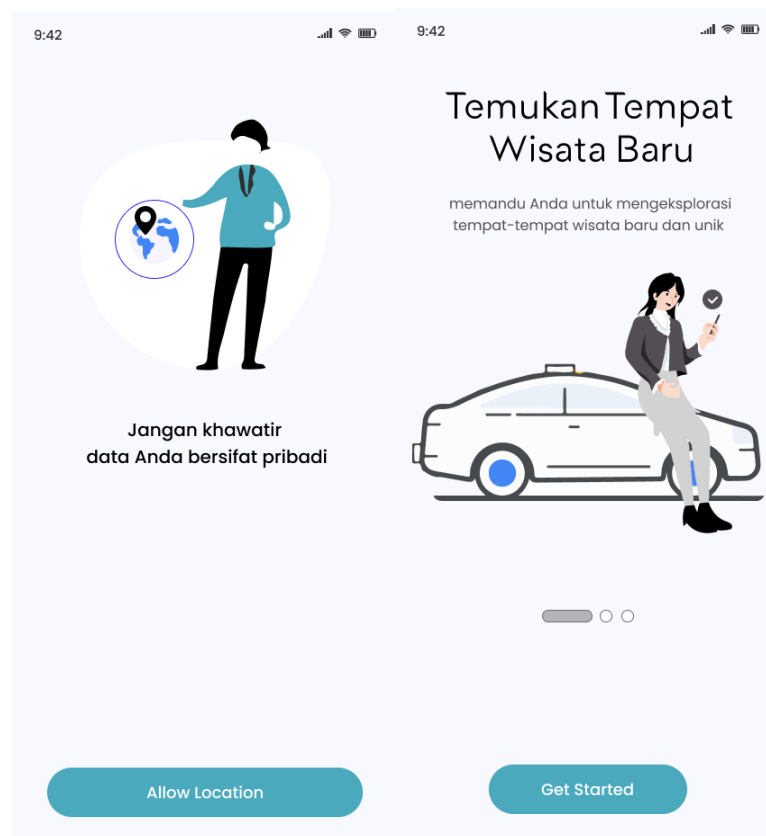 9:42
Jangan khawatir
data Anda bersifat pribadi
Allow Location
9:42
Temukan Tempat
Wisata Baru
memandu Anda untuk mengeksplorasi
tempat-tempat wisata baru dan unik
Get Started